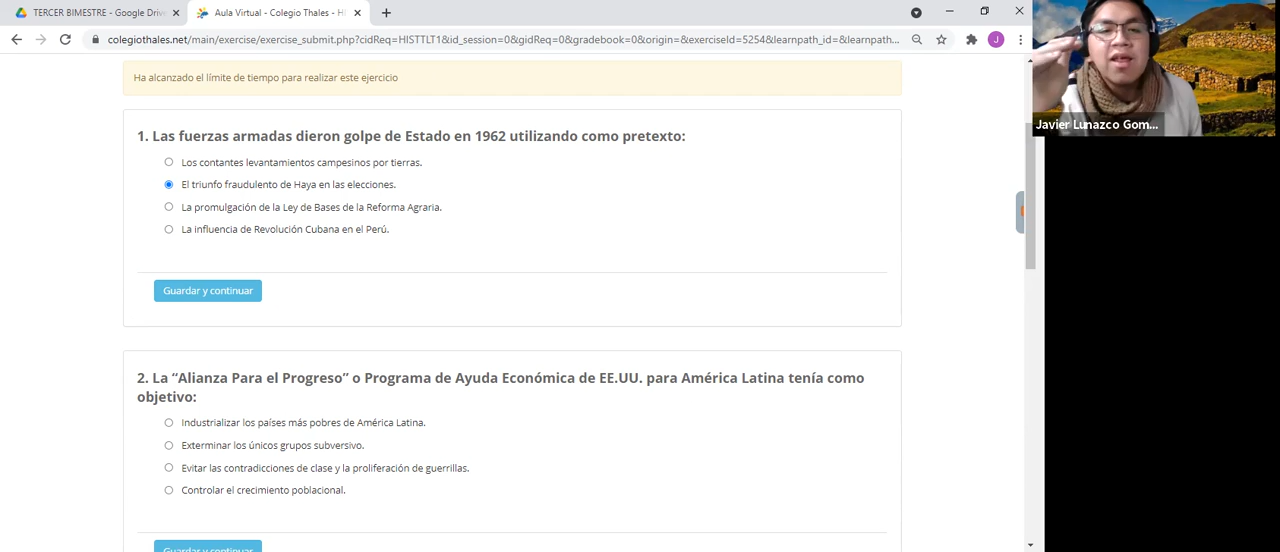 TERCER BIMESTRE - Google Drive
Aula Virtual - Colegio Thales - HI
colegiothales.net/main/exercise/exercise_submit.php?cidReq=HISTTLT1&id_session=0&gidReq=0&gradebook=0&origin=&exerciseId=5254&learnpath_id=&learnpath...
J
Ha alcanzado el límite de tiempo para realizar este ejercicio
1. Las fuerzas armadas dieron golpe de Estado en 1962 utilizando como pretexto:
Los contantes levantamientos campesinos por tierras.
El triunfo fraudulento de Haya en las elecciones.
La promulgación de la Ley de Bases de la Reforma Agraria.
La influencia de Revolución Cubana en el Perú.
Guardar y continuar
2. La “Alianza Para el Progreso” o Programa de Ayuda Económica de EE.UU. para América Latina tenía como
objetivo:
Industrializar los países más pobres de América Latina.
Exterminar los únicos grupos subversivo.
Evitar las contradicciones de clase y la proliferación de guerrillas.
Controlar el crecimiento poblacional.
Guardar y continuar
Javier Lunazco Gom...